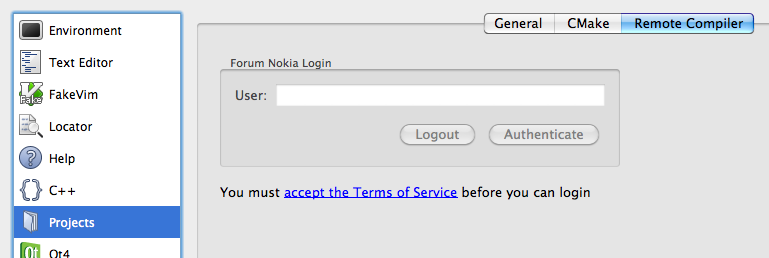 General CMake Remote Compiler
Environment
Text Editor
FakeVim
Locator
Help
C++
Projects
Qt4
Forum Nokia Login
User:
Logout Authenticate
You must accept the Terms of Service before you can login